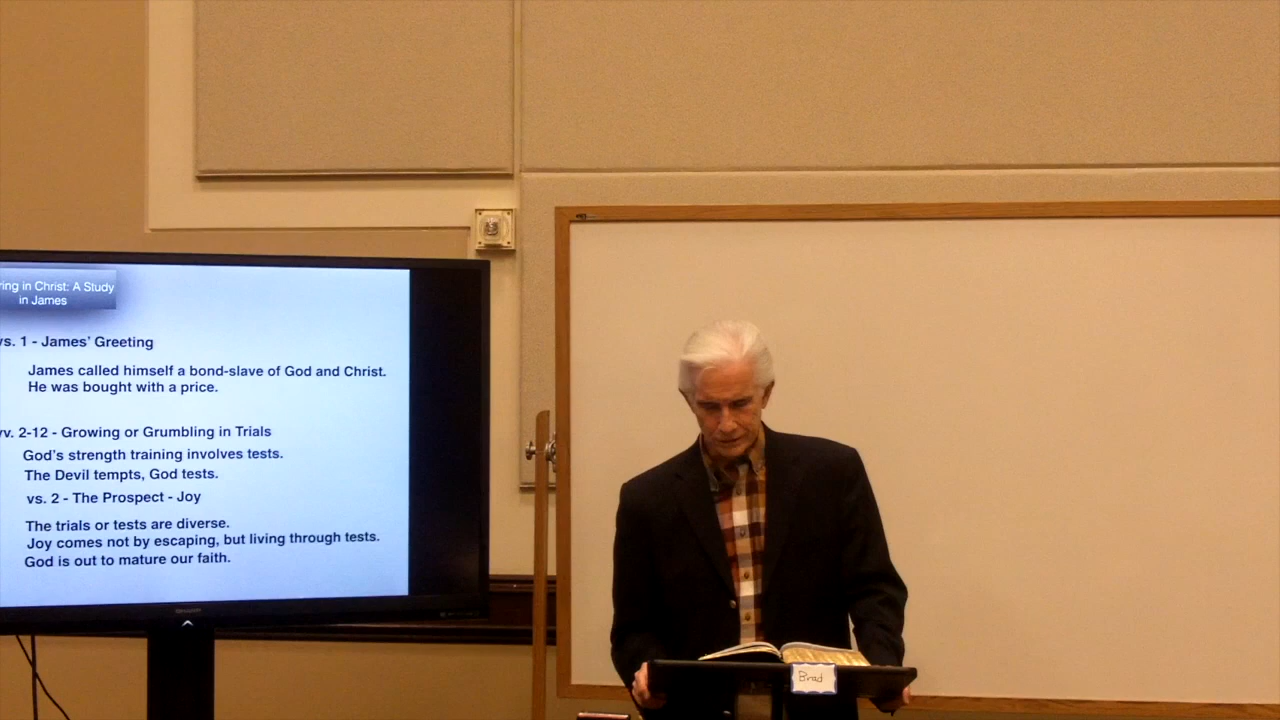 ring in Christ: A Study
in James
vs. 1 - James' Greeting
James called himself a bond-slave of God and Christ.
He was bought with a price.
vv. 2-12 - Growing or Grumbling in Trials
God's strength training involves tests.
The Devil tempts, God tests.
vs. 2 - The Prospect - Joy
The trials or tests are diverse.
Joy comes not by escaping, but living through tests.
God is out to mature our faith.
Brad